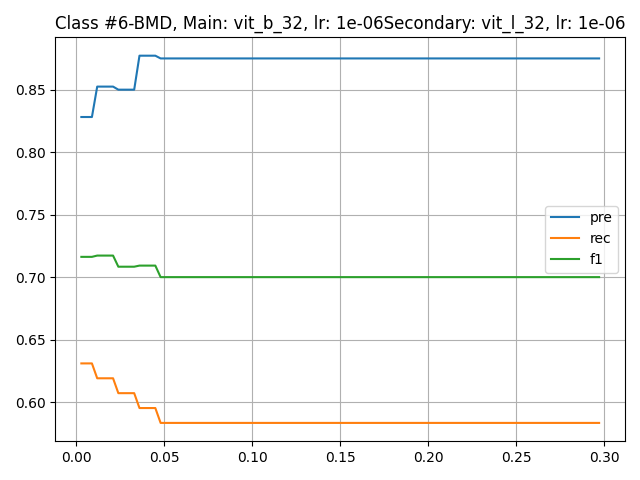 Class #6-BMD, Main: vit_b_32, lr: 1e-06Secondary: vit_l_32, lr: 1e-06
0.85
0.80
0.75
0.70
0.65
0.60
pre
rec
f1
0.00 0.05 0.10 0.15 0.20 0.25 0.30